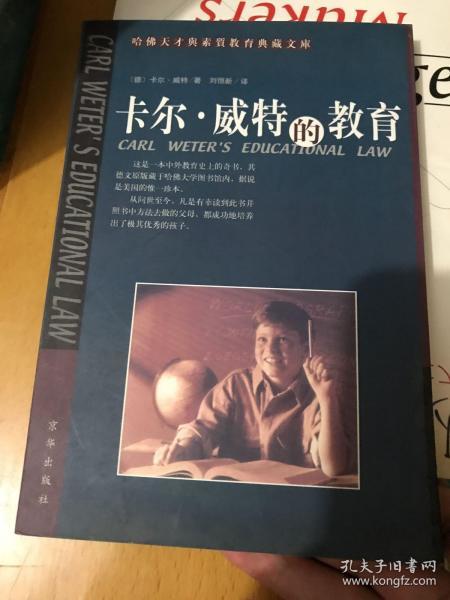 Mukers
哈佛天才與素質教育典藏文庫
〔德〕卡尔·威特/著 刘恒新/译
卡尔·威特的教育
CARL WETER'S EDUCATIONAL LAW
这是一本中外教育史上的奇书，其
德文原版藏于哈佛大学图书馆内，据说
是美国的惟一珍本。
从问世至今，凡是有幸读到此书并
照书中方法去做的父母，都成功地培养
出了极其优秀的孩子。
CARL WETER'S EDUCATIONAL LAW
京华出版社
孔夫子旧书网
www.kongfz.com